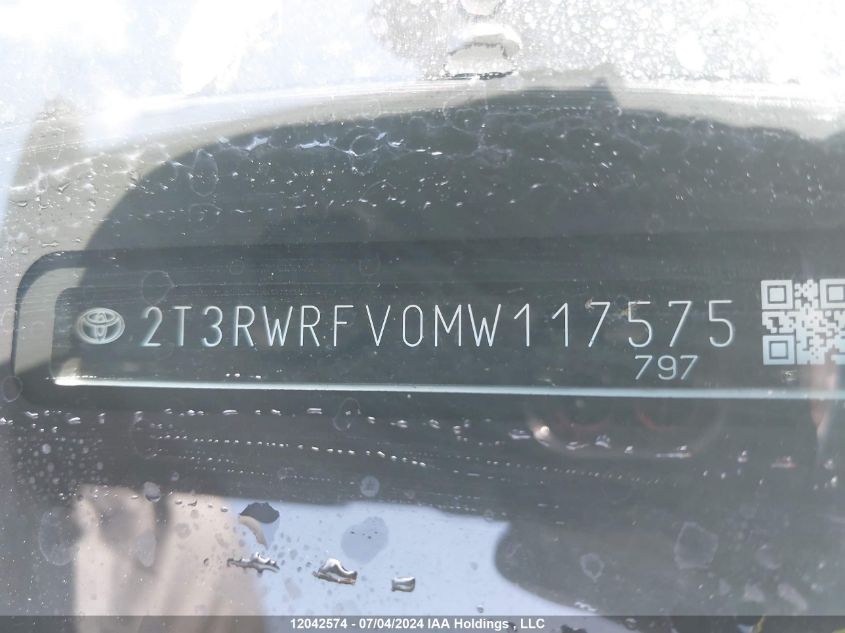 2T3RWRFV0MW117575
797
12042574 - 07/04/2024 IAA Holdings , LLC